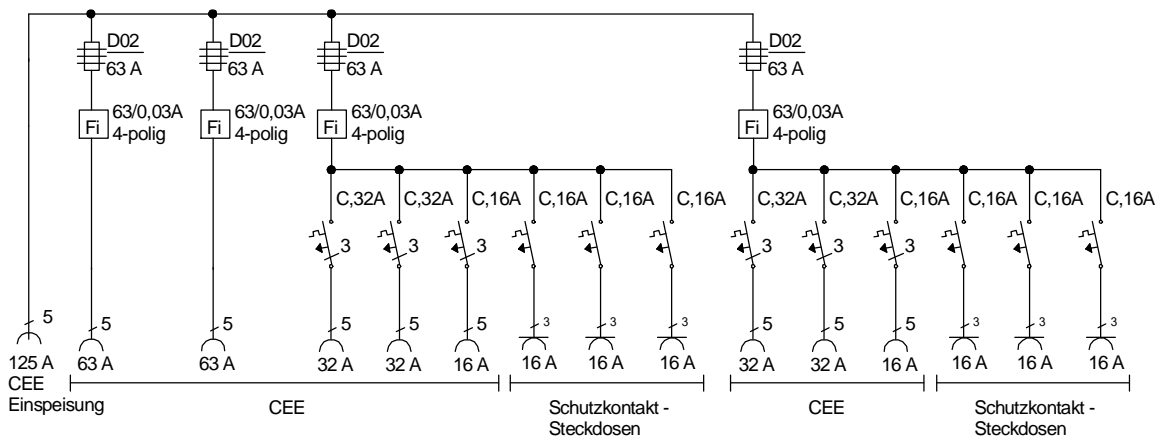 D02 D02 D02 D02
63 A 63 A 63 A 63 A
63/0,03A 63/0,03A 63/0,03A 63/0,03A
Fi Fi Fi Fi
4-polig 4-polig 4-polig 4-polig
C,32A C,32A C,16A C,16A C,16A C,16A C,32A C,32A C,16A C,16A C,16A C,16A
3 3 3 3 3 3
5 5 5 5 5 5 3 3 3 5 5 5 3 3 3
125 A 63 A 63 A 32 A 32 A 16 A 16 A 16 A 16 A 32 A 32 A 16 A 16 A 16 A 16 A
CEE
Einspeisung
CEE
Schutzkontakt -
Steckdosen
CEE
Schutzkontakt -
Steckdosen